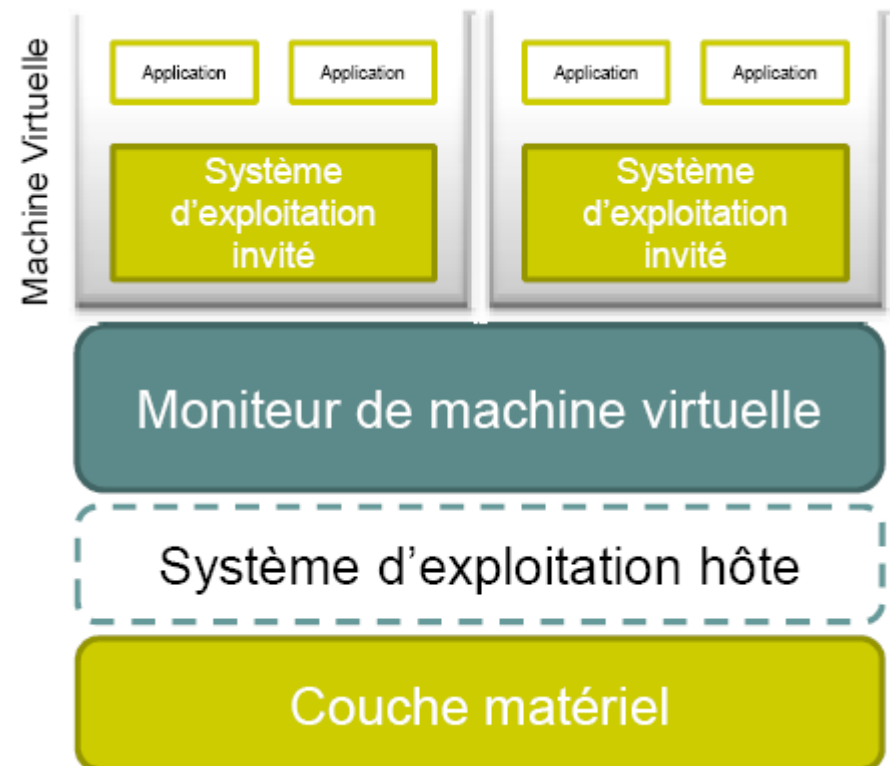 Machine Virtuelle
Application
Application
Système
d'exploitation
invité
Application
Application
Système
d'exploitation
invité
Moniteur de machine virtuelle
Système d'exploitation hôte
Couche matériel